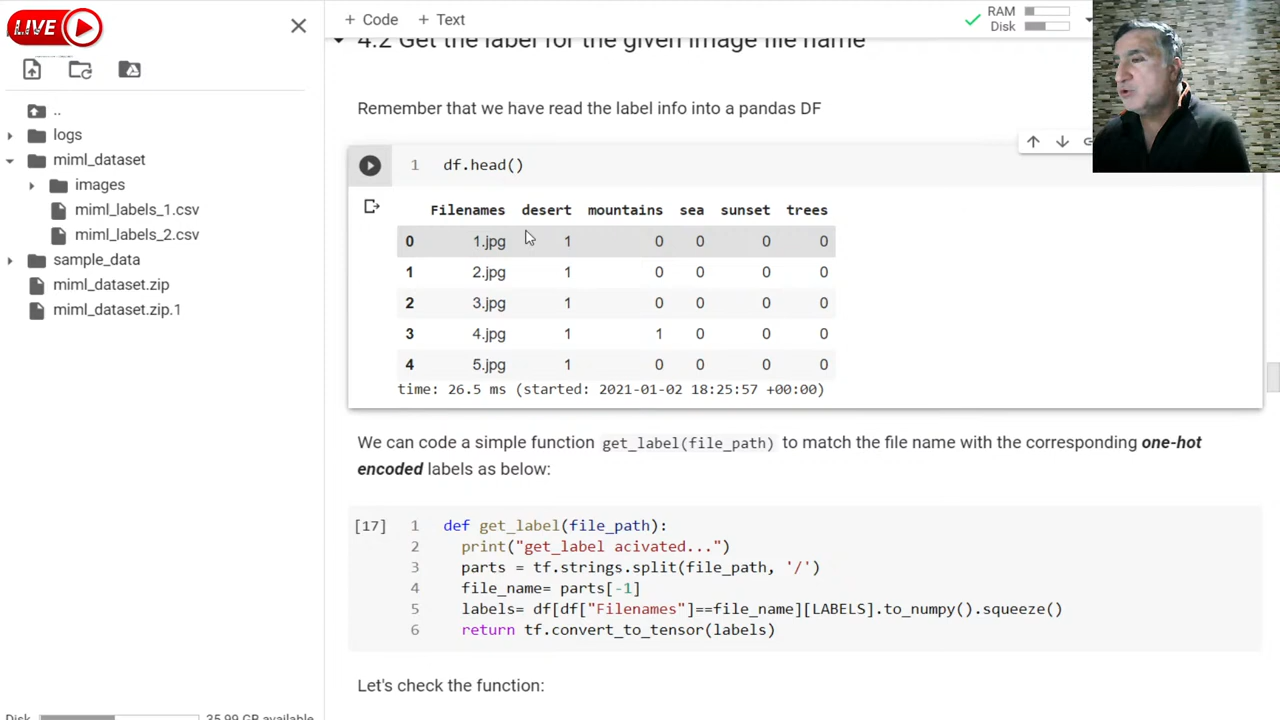 LIVE
+ Code + Text
RAM
Disk
4.2 Get the label for the given image file name
..
logs
miml_dataset
images
miml_labels_1.csv
miml_labels_2.csv
sample_data
miml_dataset.zip
miml_dataset.zip.1
Remember that we have read the label info into a pandas DF
1 df.head()
Filenames desert mountains sea sunset trees
0 1.jpg 1 0 0 0 0
1 2.jpg 1 0 0 0 0
2 3.jpg 1 0 0 0 0
3 4.jpg 1 1 0 0 0
4 5.jpg 1 0 0 0 0
time: 26.5 ms (started: 2021-01-02 18:25:57 +00:00)
We can code a simple function get_label(file_path) to match the file name with the corresponding one-hot
encoded labels as below:
[17] 1 def get_label(file_path):
2 print("get_label acivated...")
3 parts = tf.strings.split(file_path, '/')
4 file_name= parts[-1]
5 labels= df[df["Filenames"]==file_name][LABELS].to_numpy().squeeze()
6 return tf.convert_to_tensor(labels)
Let's check the function:
Disk 35.99 GB available